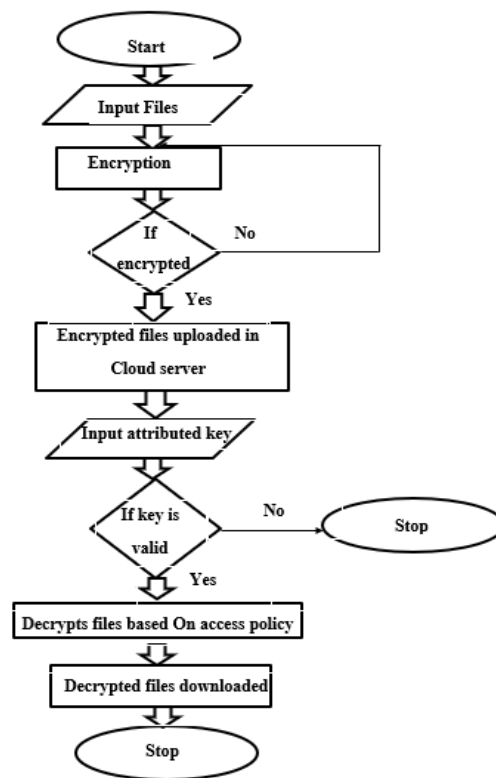 Start
Input Files
Encryption
If
encrypted
No
Yes
Encrypted files uploaded in
Cloud server
Input attributed key
If key is
valid
No
Stop
Yes
Decrypts files based On access policy
Decrypted files downloaded
Stop